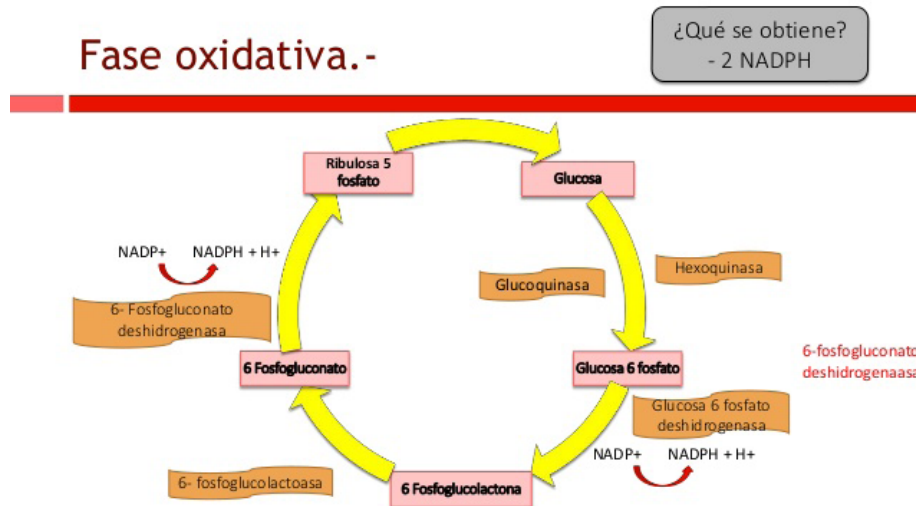 Fase oxidativa.-
¿Qué se obtiene?
- 2 NADPH
Ribulosa 5
fosfato
Glucosa
NADP+
NADPH + H+
Hexoquinasa
Glucoquinasa
6- Fosfogluconato
deshidrogenasa
6 Fosfogluconato
Glucosa 6 fosfato
6-fosfogluconato
deshidrogenaasa
Glucosa 6 fosfato
deshidrogenasa
NADP+
NADPH + H+
6- fosfoglucolactoasa
6 Fosfoglucolactona